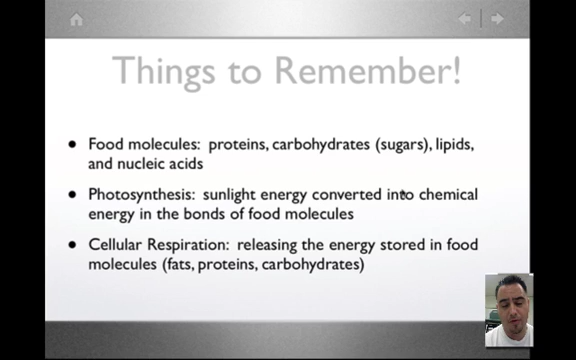 Things to Remember!
• Food molecules: proteins, carbohydrates (sugars), lipids,
and nucleic acids
• Photosynthesis: sunlight energy converted into chemical
energy in the bonds of food molecules
• Cellular Respiration: releasing the energy stored in food
molecules (fats, proteins, carbohydrates)